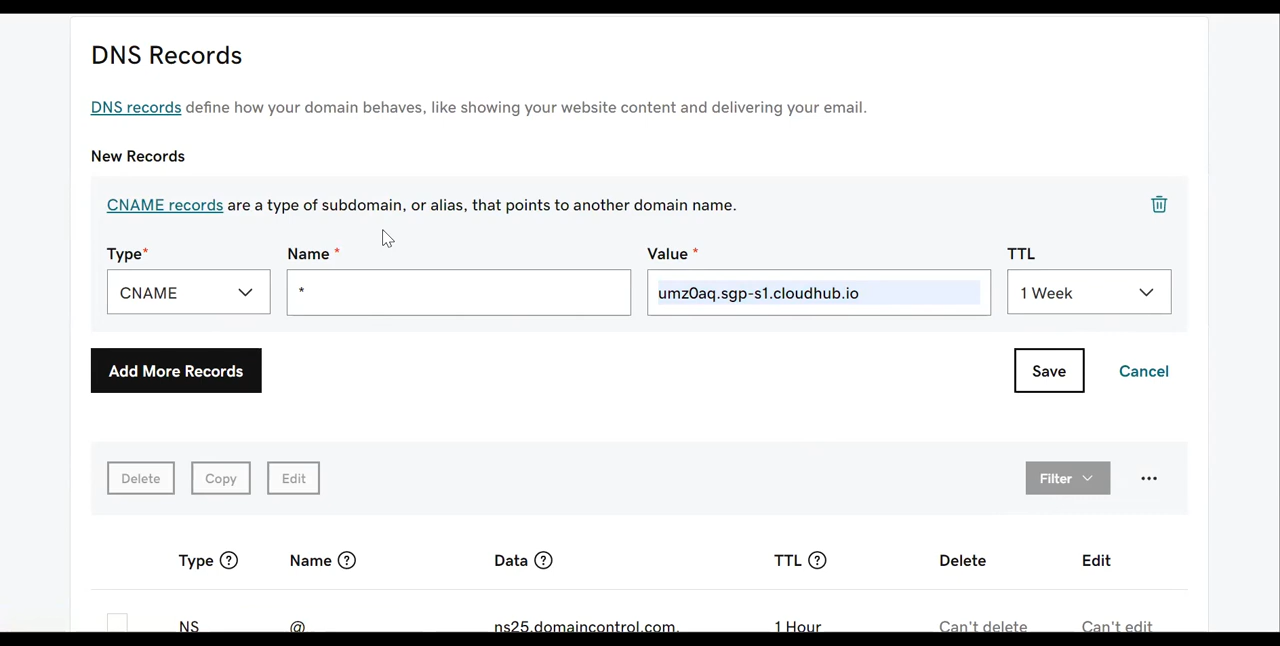 DNS Records
DNS records define how your domain behaves, like showing your website content and delivering your email.
New Records
CNAME records are a type of subdomain, or alias, that points to another domain name.
Type* Name * Value * TTL
CNAME * umz0aq.sgp-s1.cloudhub.io 1 Week
Add More Records Save Cancel
Delete Copy Edit Filter ...
Type ? Name ? Data ? TTL ? Delete Edit
NS @ ns25.domaincontrol.com. 1 Hour Can't delete Can't edit